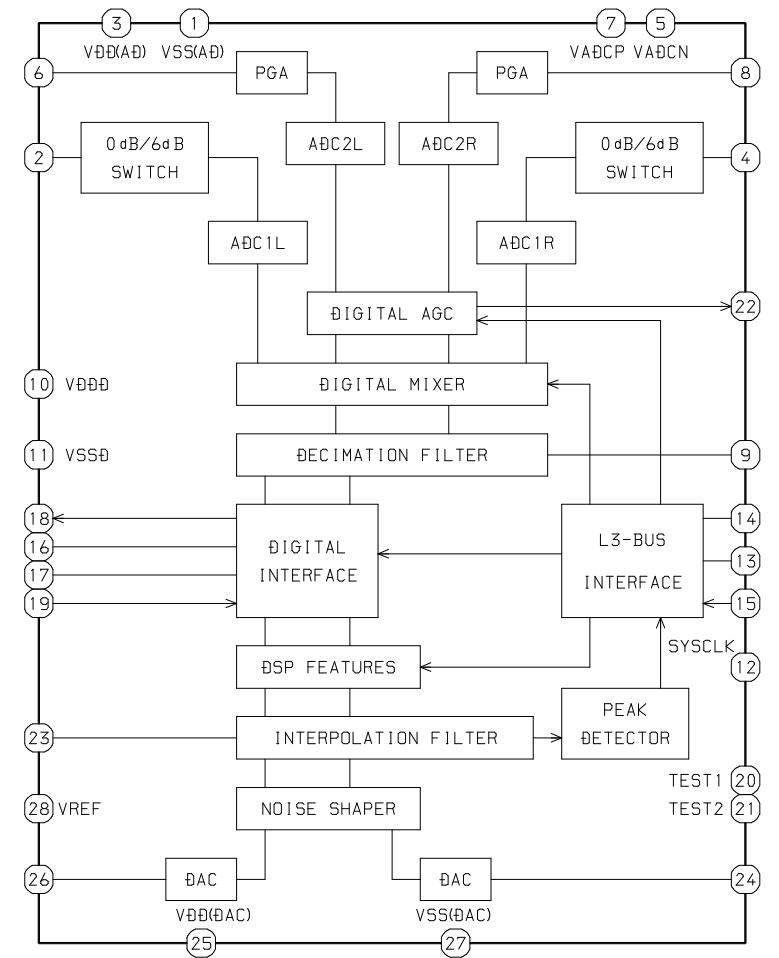 3 1 7 5
VDD(AD) VSS(AD) VADCP VADCN
6 PGA PGA 8
0dB/6dB ADC2L ADC2R 0dB/6dB
2 SWITCH SWITCH 4
ADC1L ADC1R
DIGITAL AGC 22
10 VDDD DIGITAL MIXER
11 VSSD DECIMATION FILTER 9
18 14
16 DIGITAL L3-BUS
13
17 INTERFACE INTERFACE
19 15
SYSCLK
DSP FEATURES 12
PEAK
23 INTERPOLATION FILTER DETECTOR
TEST1 20
28 VREF NOISE SHAPER TEST2 21
26 DAC DAC 24
VDD(DAC) VSS(DAC)
25 27